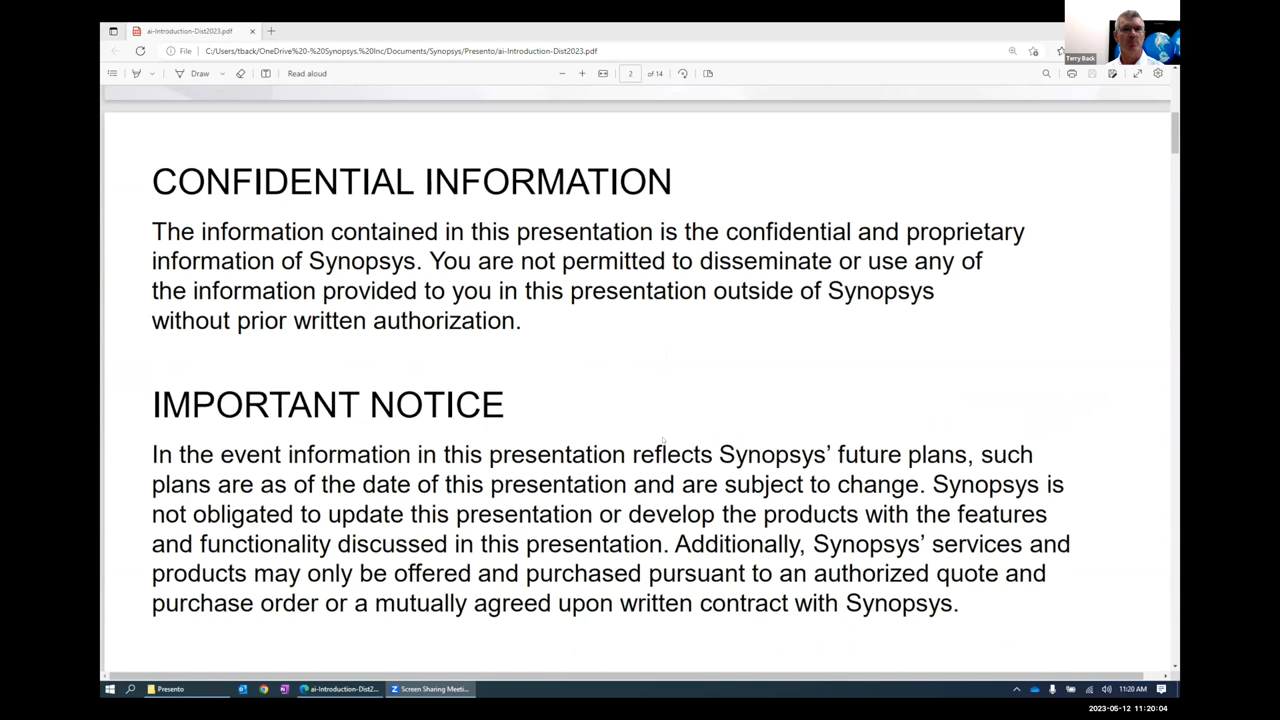 ai-Introduction-Dist2023.pdf
File
C:/Users/tback/OneDrive%20-%20Synopsys,%20Inc/Documents/Synopsys/Presento/ai-Introduction-Dist2023.pdf
Terry Back
Draw
Read aloud
2
of 14
CONFIDENTIAL INFORMATION
The information contained in this presentation is the confidential and proprietary
information of Synopsys. You are not permitted to disseminate or use any of
the information provided to you in this presentation outside of Synopsys
without prior written authorization.
IMPORTANT NOTICE
In the event information in this presentation reflects Synopsys’ future plans, such
plans are as of the date of this presentation and are subject to change. Synopsys is
not obligated to update this presentation or develop the products with the features
and functionality discussed in this presentation. Additionally, Synopsys’ services and
products may only be offered and purchased pursuant to an authorized quote and
purchase order or a mutually agreed upon written contract with Synopsys.
Presento
ai-Introduction-Dist2...
Screen Sharing Meeti...
11:20 AM
2023-05-12 11:20:04